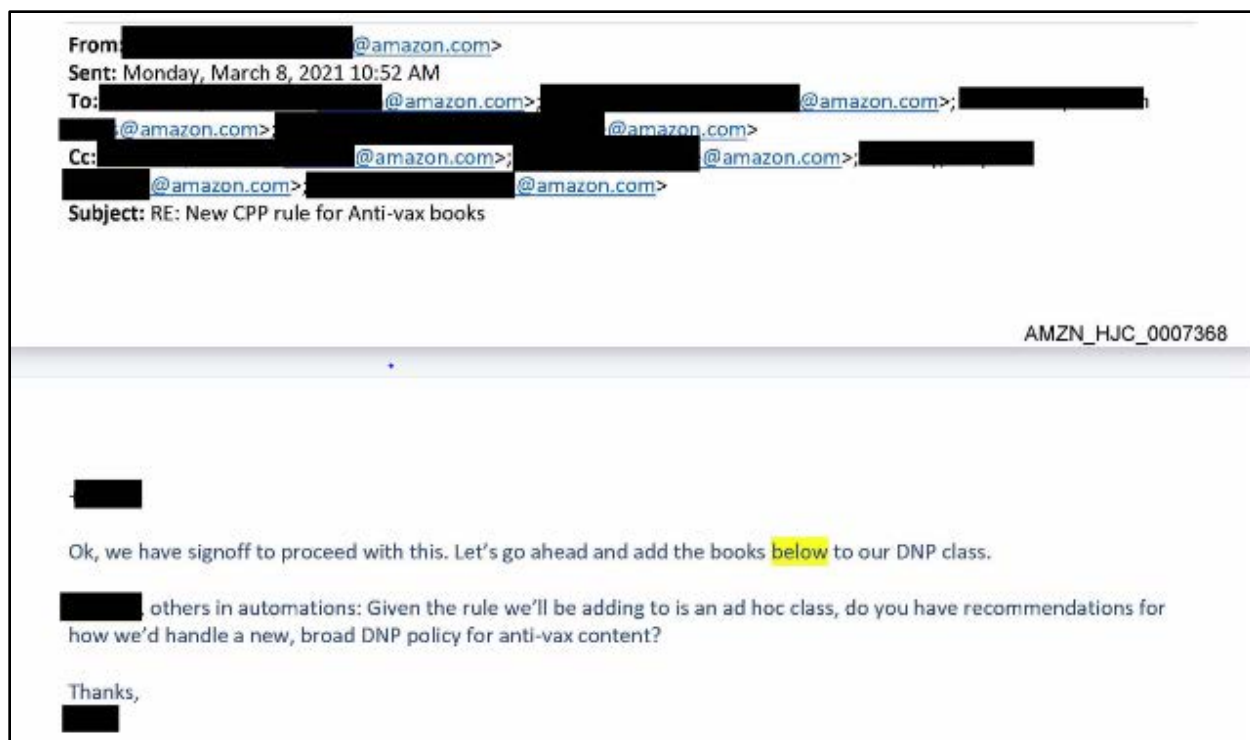 From: @amazon.com>
Sent: Monday, March 8, 2021 10:52 AM
To: @amazon.com>; @amazon.com>;
@amazon.com>; @amazon.com>
Cc: @amazon.com>; @amazon.com>;
@amazon.com>; @amazon.com>
Subject: RE: New CPP rule for Anti-vax books
AMZN_HJC_0007368
Ok, we have signoff to proceed with this. Let's go ahead and add the books below to our DNP class.
, others in automations: Given the rule we'll be adding to is an ad hoc class, do you have recommendations for
how we'd handle a new, broad DNP policy for anti-vax content?
Thanks,